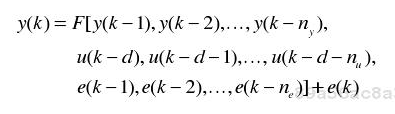 y(k) = F[y(k−1), y(k−2),…, y(k−n_y),
u(k−d), u(k−d−1),…, u(k−d−n_u),
e(k−1), e(k−2),…, e(k−n_e)] + e(k)